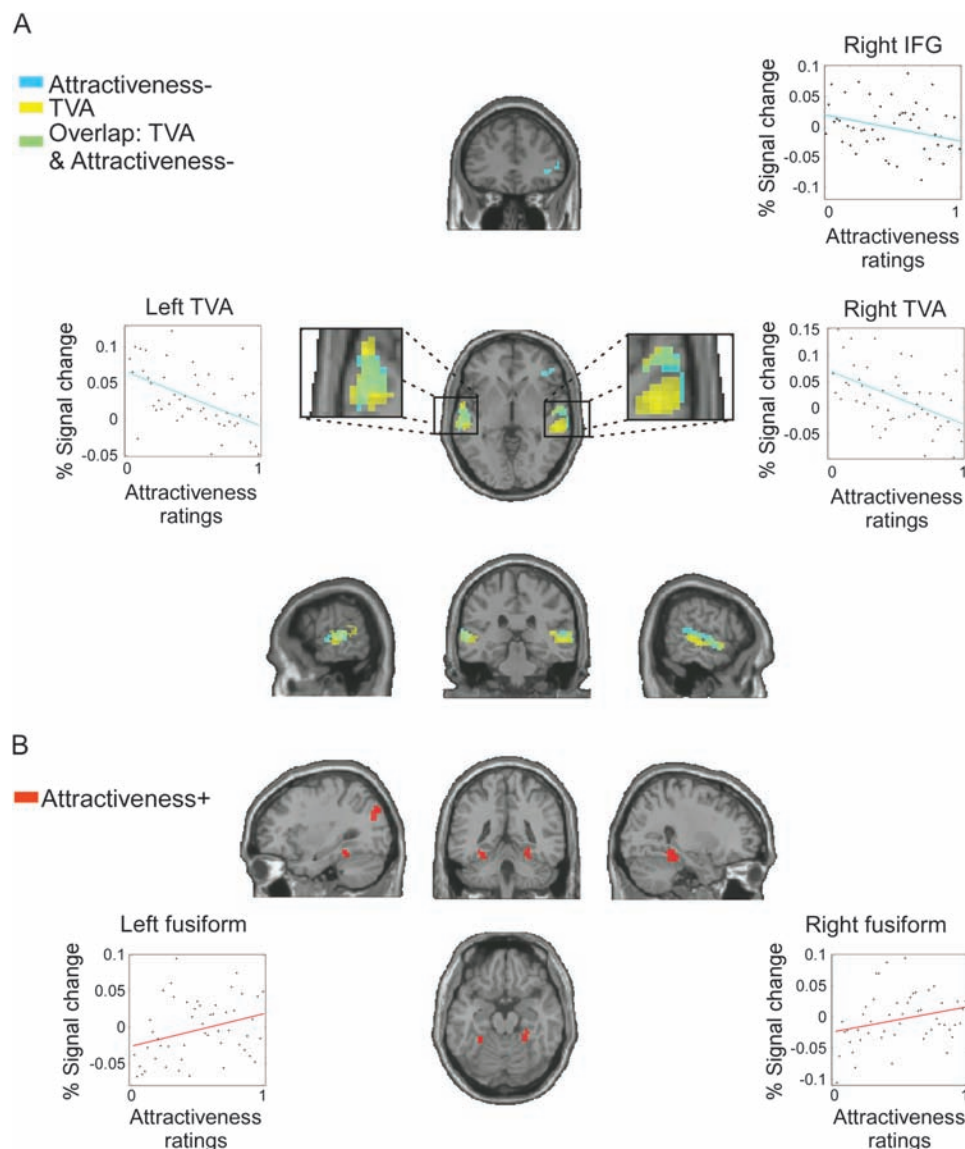 A
Attractiveness-
TVA
Overlap: TVA
& Attractiveness-
Right IFG
% Signal change
0.1
0.05
0
-0.05
-0.1
0
1
Attractiveness
ratings
Left TVA
% Signal change
0.1
0.05
0
-0.05
0
1
Attractiveness
ratings
Right TVA
% Signal change
0.15
0.1
0.05
0
-0.05
0
1
Attractiveness
ratings
B
Attractiveness+
Left fusiform
% Signal change
0.1
0.05
0
-0.05
0
1
Attractiveness
ratings
Right fusiform
% Signal change
0.1
0.05
0
-0.05
-0.1
0
1
Attractiveness
ratings